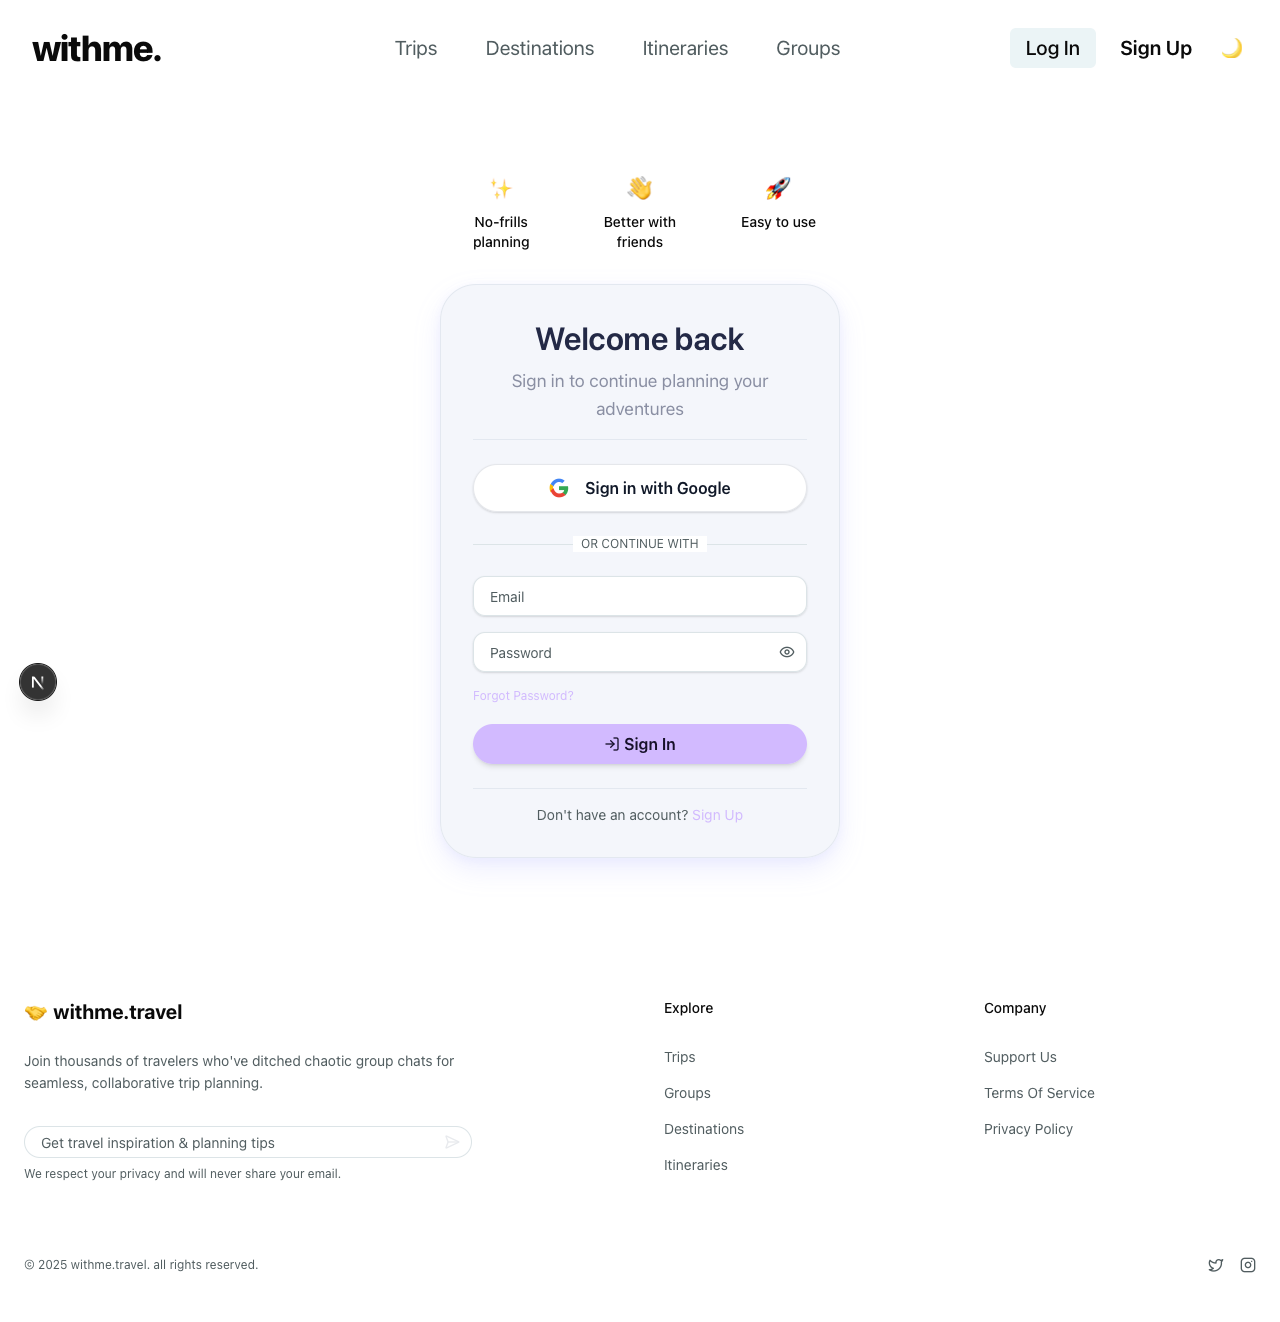 withme.
Trips
Destinations
Itineraries
Groups
Log In
Sign Up
No-frills
planning
Better with
friends
Easy to use
Welcome back
Sign in to continue planning your
adventures
Sign in with Google
OR CONTINUE WITH
Email
Password
Forgot Password?
Sign In
Don't have an account? Sign Up
N
withme.travel
Join thousands of travelers who've ditched chaotic group chats for
seamless, collaborative trip planning.
Get travel inspiration & planning tips
We respect your privacy and will never share your email.
Explore
Trips
Groups
Destinations
Itineraries
Company
Support Us
Terms Of Service
Privacy Policy
© 2025 withme.travel. all rights reserved.